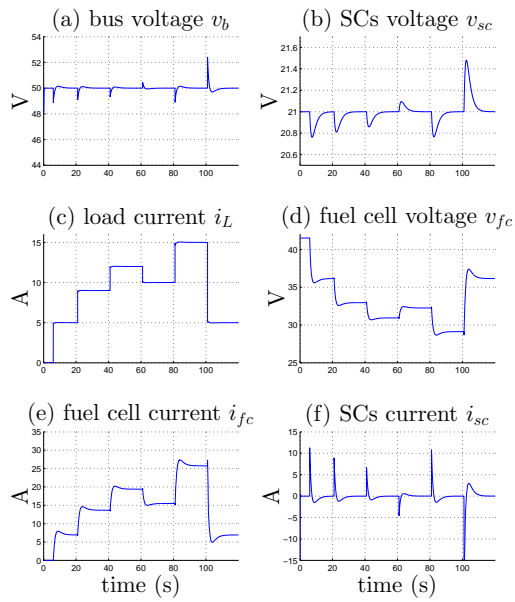 (a) bus voltage v_b
V
54
52
50
48
46
44
0 20 40 60 80 100
(b) SCs voltage v_sc
V
21.6
21.4
21.2
21
20.8
20.6
0 20 40 60 80 100
(c) load current i_L
A
15
10
5
0
0 20 40 60 80 100
(d) fuel cell voltage v_fc
V
40
35
30
25
0 20 40 60 80 100
(e) fuel cell current i_fc
A
35
30
25
20
15
10
5
0
0 20 40 60 80 100
time (s)
(f) SCs current i_sc
A
15
10
5
0
−5
−10
−15
0 20 40 60 80 100
time (s)